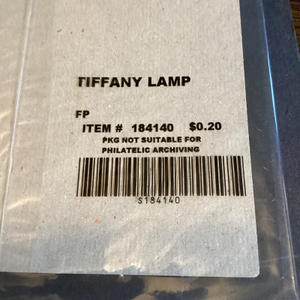 TIFFANY LAMP
FP
ITEM # 184140 $0.20
PKG NOT SUITABLE FOR
PHILATELIC ARCHIVING
S184140